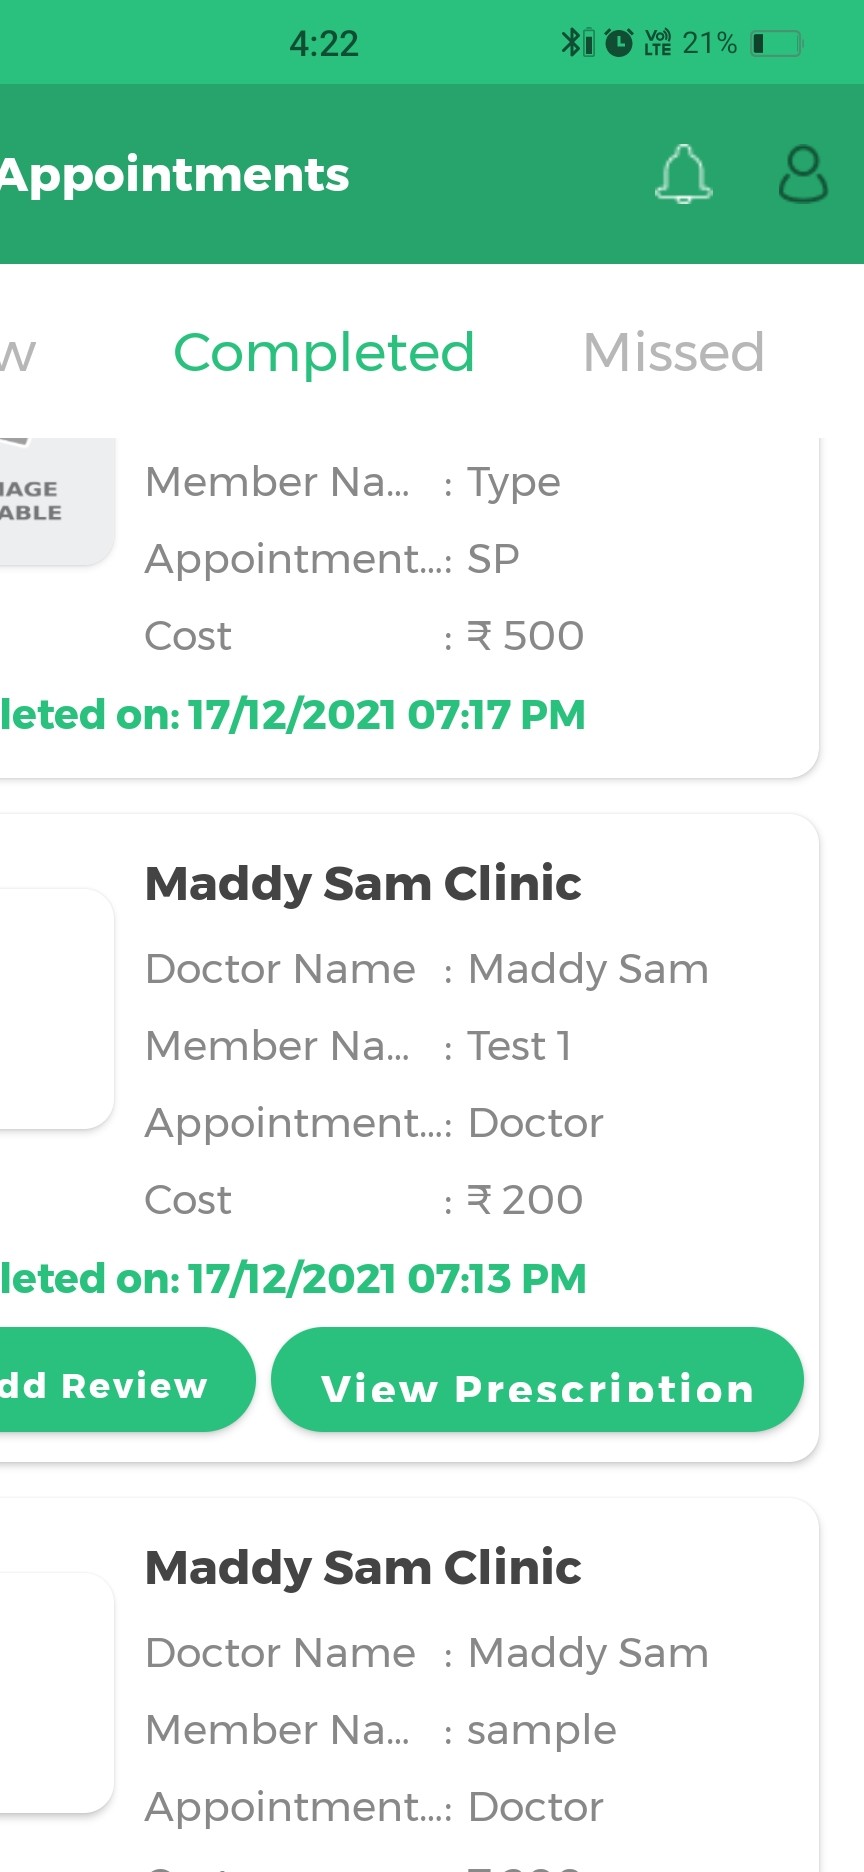 4:22 Vo)) LTE 21%
Appointments
w Completed Missed
IAGE
ABLE
Member Na... : Type
Appointment...: SP
Cost : ₹ 500
leted on: 17/12/2021 07:17 PM
Maddy Sam Clinic
Doctor Name : Maddy Sam
Member Na... : Test 1
Appointment...: Doctor
Cost : ₹ 200
leted on: 17/12/2021 07:13 PM
dd Review View Prescription
Maddy Sam Clinic
Doctor Name : Maddy Sam
Member Na... : sample
Appointment...: Doctor